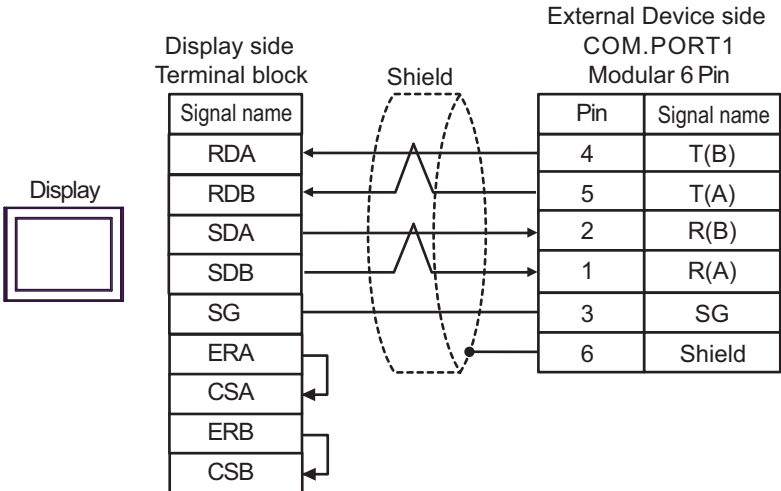 External Device side
Display side COM.PORT1
Terminal block Shield Modular 6 Pin
Signal name Pin Signal name
RDA 4 T(B)
Display RDB 5 T(A)
SDA 2 R(B)
SDB 1 R(A)
SG 3 SG
ERA 6 Shield
CSA
ERB
CSB